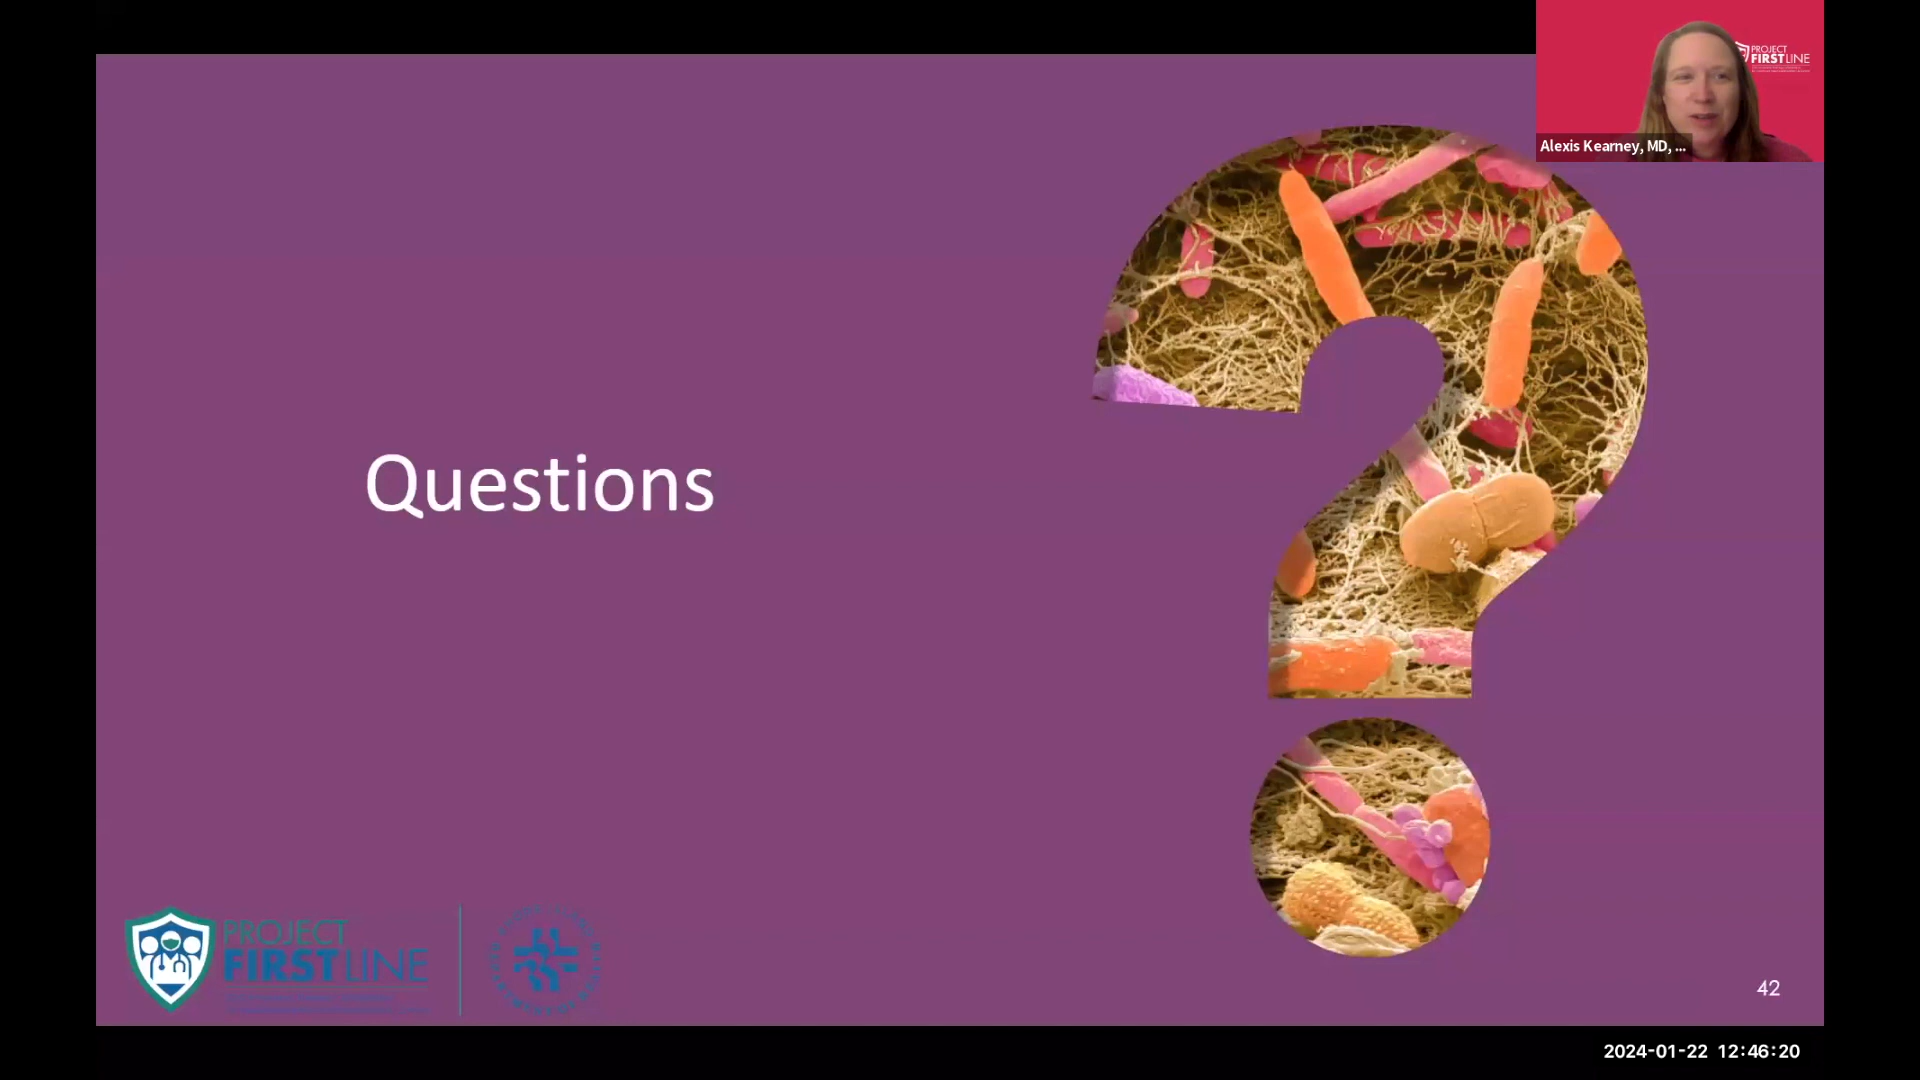 PROJECT
FIRSTLINE
Alexis Kearney, MD, ...
Questions
PROJECT
FIRSTLINE
42
2024-01-22 12:46:20